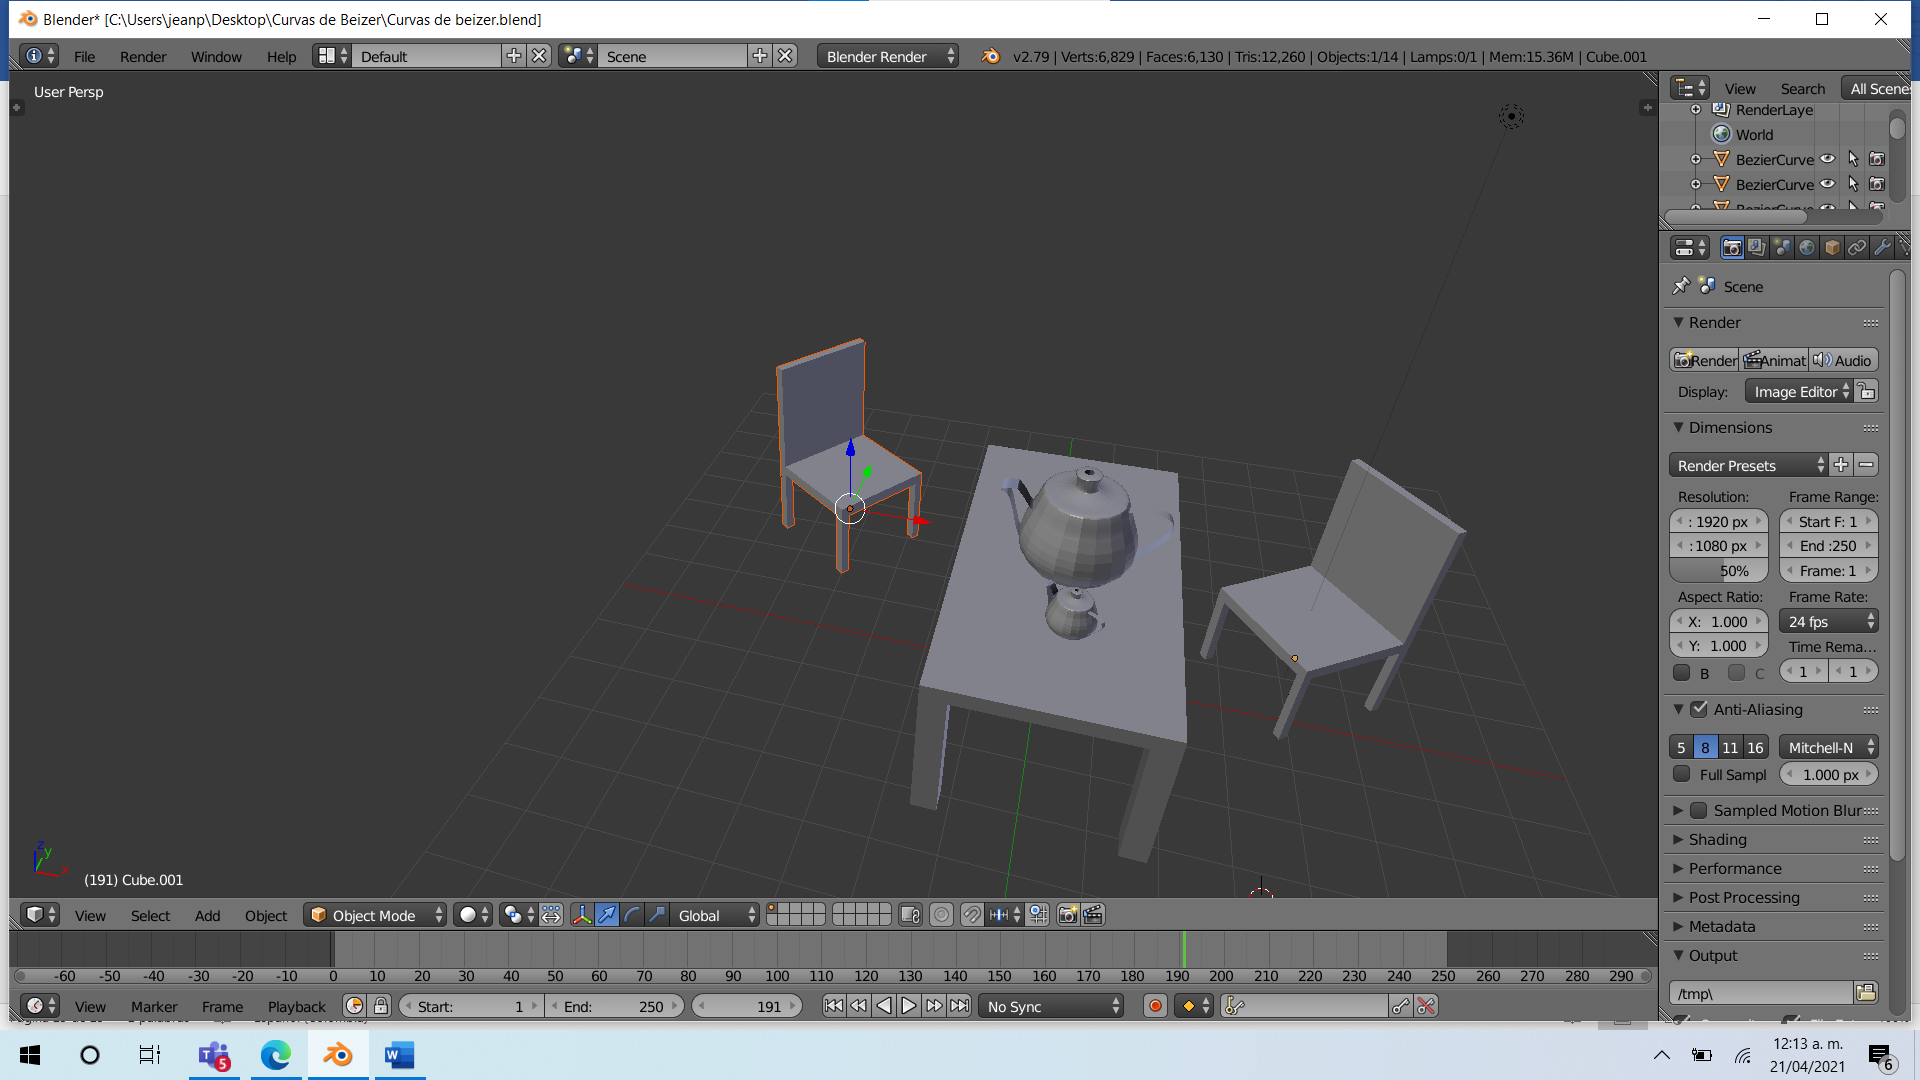 Blender* [C:\Users\jeanp\Desktop\Curvas de Beizer\Curvas de beizer.blend]
File Render Window Help Default Scene Blender Render v2.79 | Verts:6,829 | Faces:6,130 | Tris:12,260 | Objects:1/14 | Lamps:0/1 | Mem:15.36M | Cube.001
User Persp
View Search All Scene
RenderLaye
World
BezierCurve
BezierCurve
BezierCurve
Scene
Render
Render Animat Audio
Display: Image Editor
Dimensions
Render Presets
Resolution: Frame Range:
: 1920 px Start F: 1
: 1080 px End :250
50% Frame: 1
Aspect Ratio: Frame Rate:
X: 1.000 24 fps
Y: 1.000 Time Rema...
B C 1 1
Anti-Aliasing
5 8 11 16 Mitchell-N
Full Sampl 1.000 px
Sampled Motion Blur
Shading
Performance
Post Processing
Metadata
Output
/tmp\
z
y
x
(191) Cube.001
View Select Add Object Object Mode Global
-60 -50 -40 -30 -20 -10 0 10 20 30 40 50 60 70 80 90 100 110 120 130 140 150 160 170 180 190 200 210 220 230 240 250 260 270 280 290
View Marker Frame Playback Start: 1 End: 250 191 No Sync
T 5 W
12:13 a. m.
21/04/2021
6